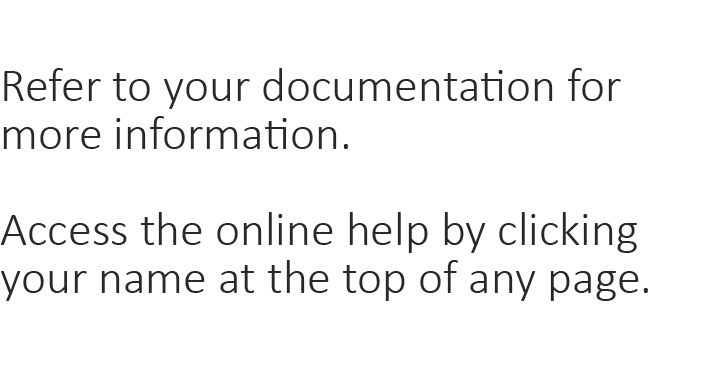 Refer to your documentation for
more information.
Access the online help by clicking
your name at the top of any page.